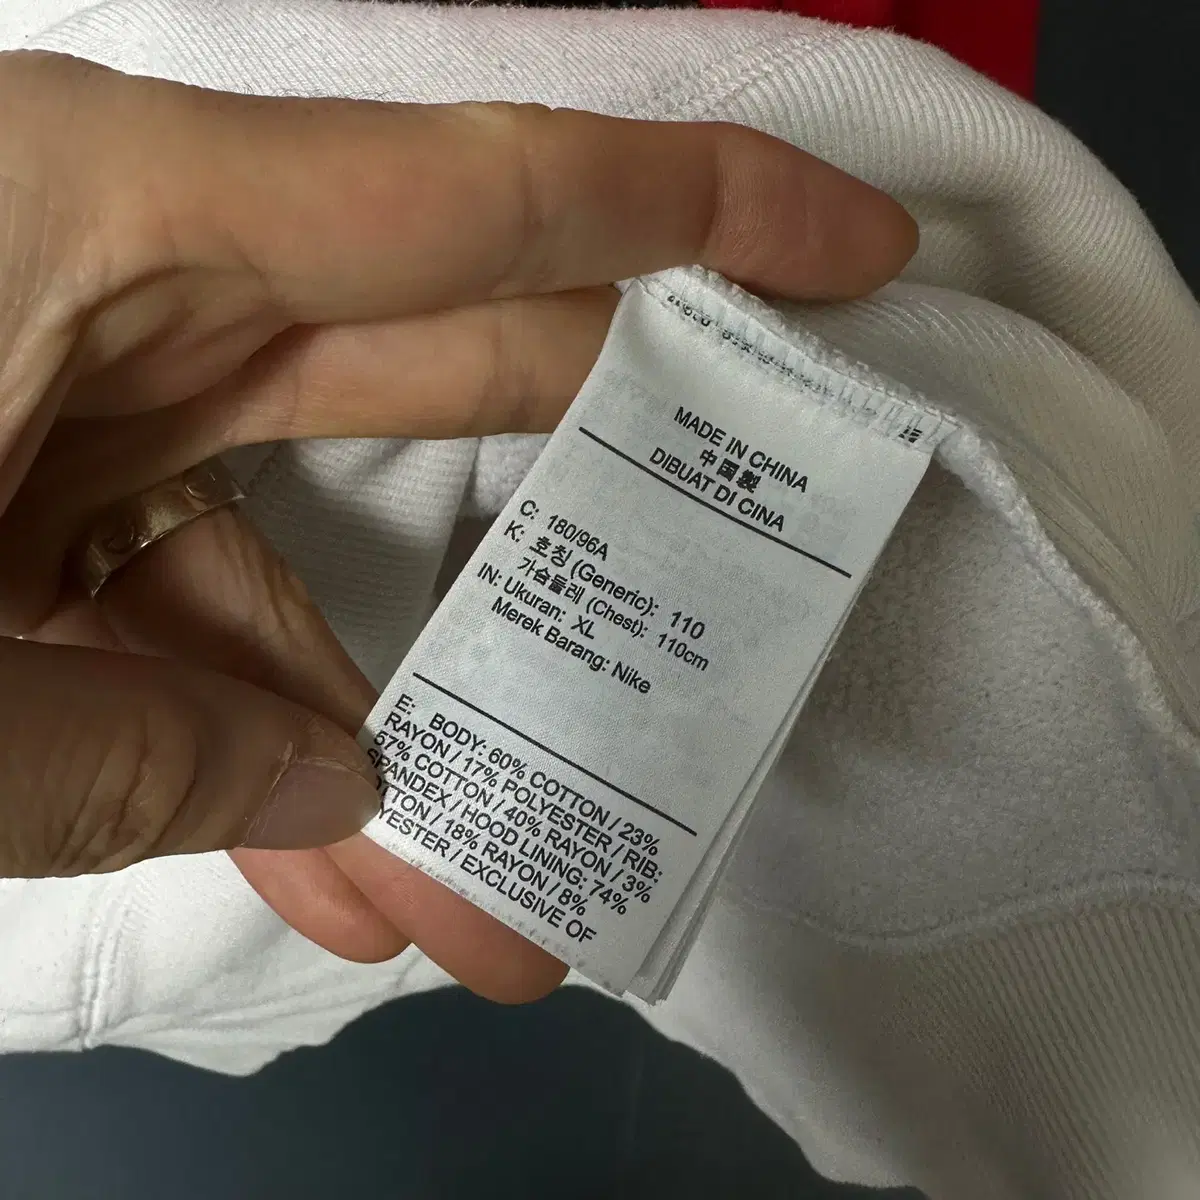 MADE IN CHINA
中国製
DIBUAT DI CINA
C: 180/96A
K: 호칭 (Generic): 110
가슴둘레 (Chest): 110cm
IN: Ukuran: XL
Merek Barang: Nike
E: BODY: 60% COTTON / 23%
RAYON / 17% POLYESTER / RIB:
57% COTTON / 40% RAYON / 3%
SPANDEX / HOOD LINING: 74%
OTTON / 18% RAYON / 8%
YESTER / EXCLUSIVE OF